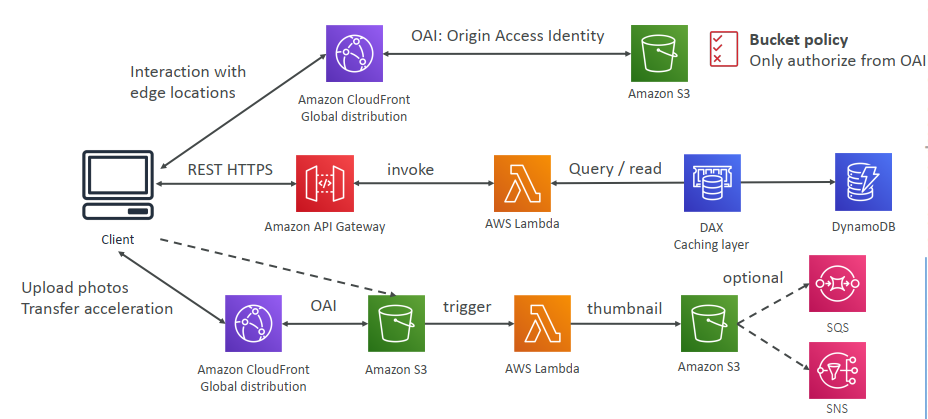 OAI: Origin Access Identity
Bucket policy
Only authorize from OAI
Interaction with
edge locations
Amazon CloudFront
Global distribution
Amazon S3
REST HTTPS
invoke
Query / read
Client
Amazon API Gateway
AWS Lambda
DAX
Caching layer
DynamoDB
Upload photos
Transfer acceleration
OAI
trigger
thumbnail
optional
Amazon CloudFront
Global distribution
Amazon S3
AWS Lambda
Amazon S3
SQS
SNS